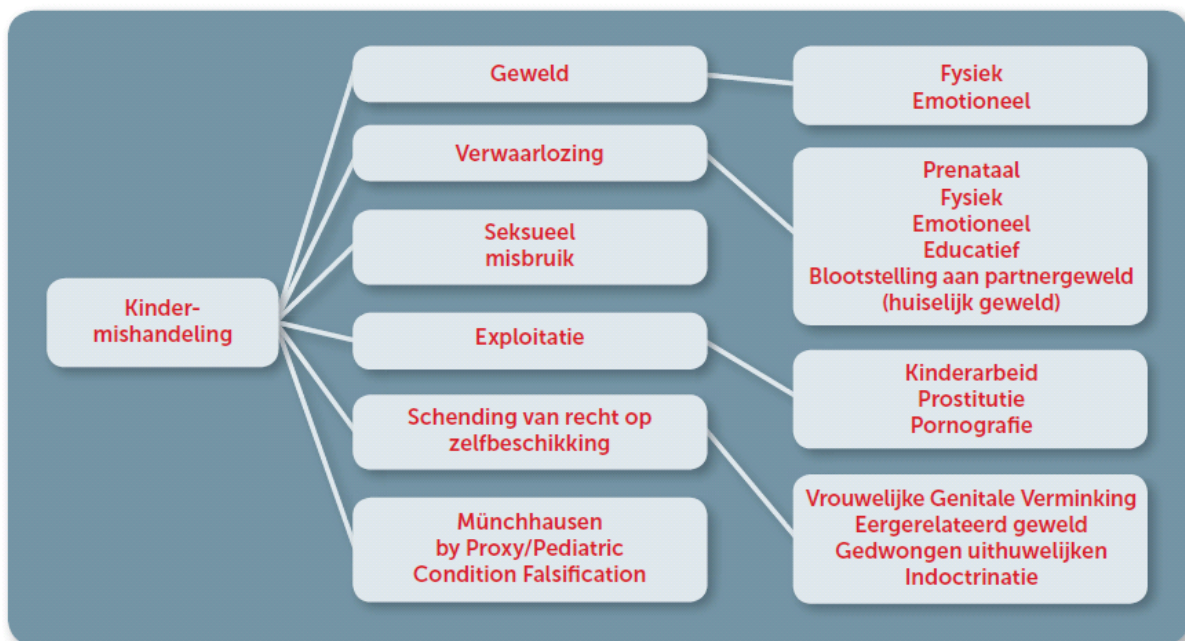 Kinder-
mishandeling
Geweld
Verwaarlozing
Seksueel
misbruik
Exploitatie
Schending van recht op
zelfbeschikking
Münchhausen
by Proxy/Pediatric
Condition Falsification
Fysiek
Emotioneel
Prenataal
Fysiek
Emotioneel
Educatief
Blootstelling aan partnergeweld
(huiselijk geweld)
Kinderarbeid
Prostitutie
Pornografie
Vrouwelijke Genitale Verminking
Eergerelateerd geweld
Gedwongen uithuwelijken
Indoctrinatie